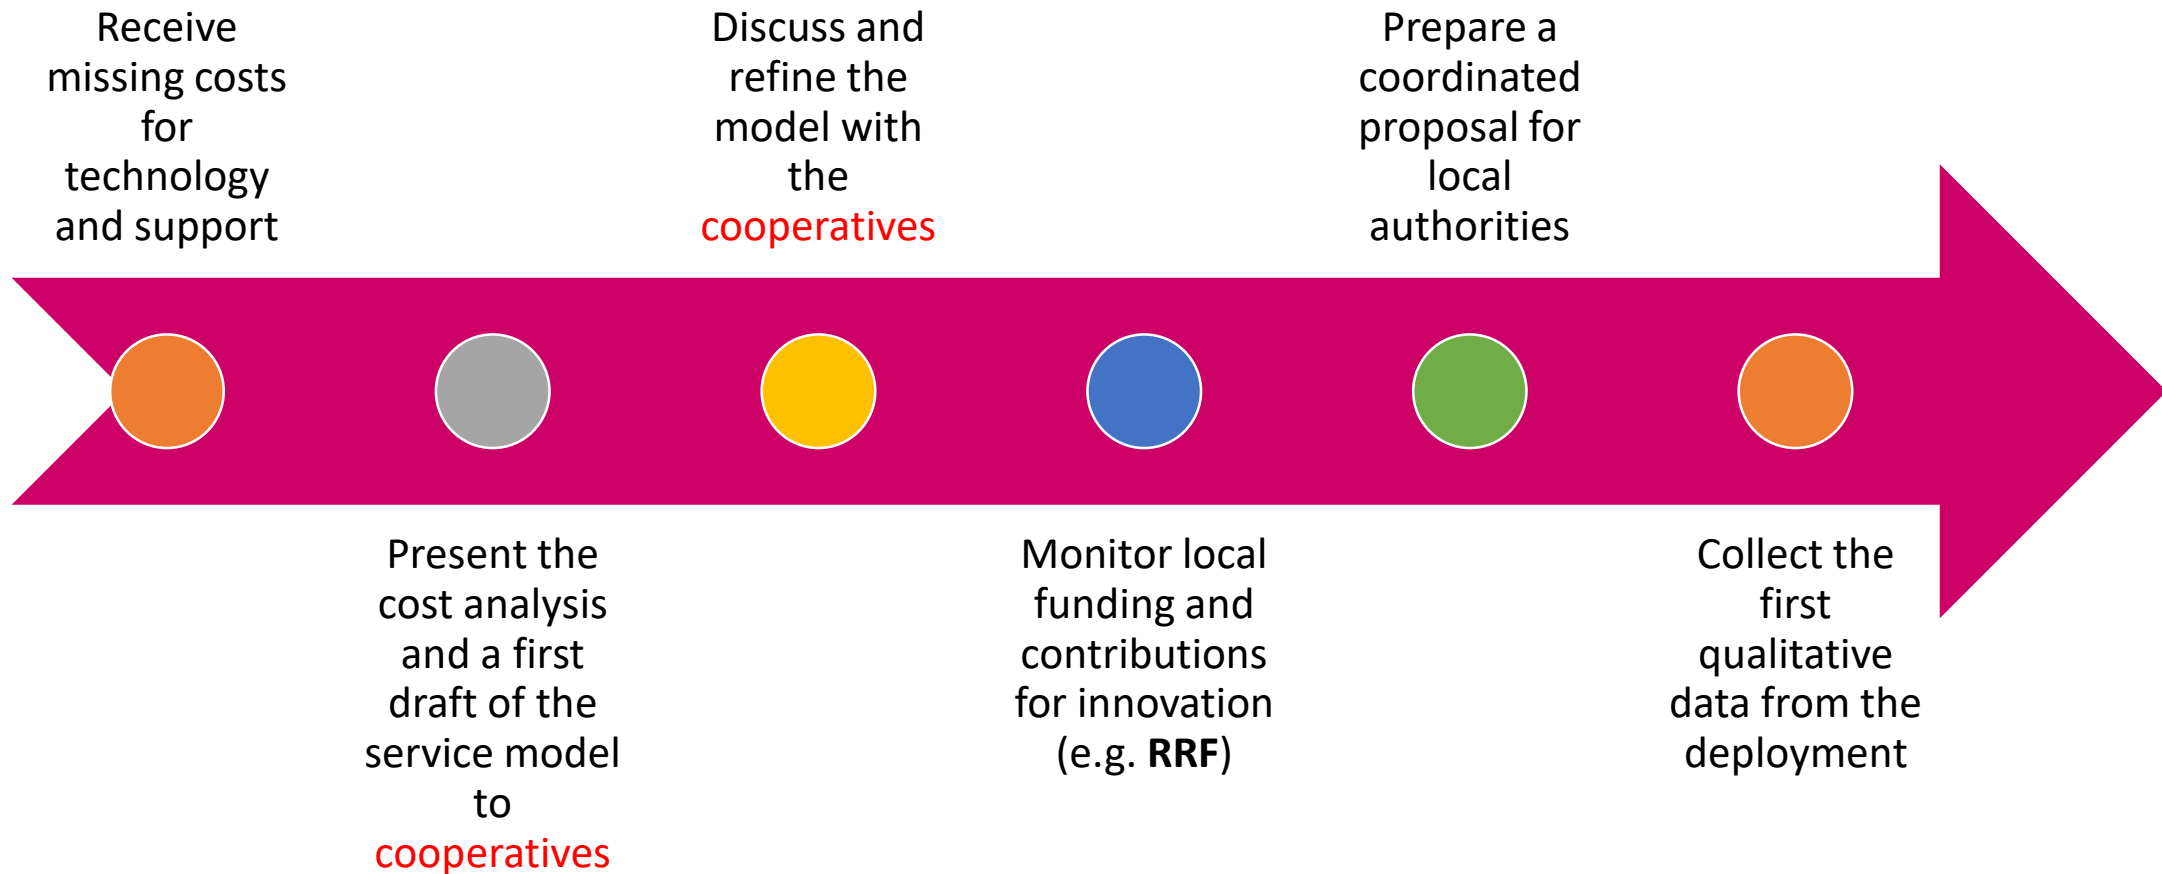 Receive
missing costs
for
technology
and support
Present the
cost analysis
and a first
draft of the
service model
to
cooperatives
Discuss and
refine the
model with
the
cooperatives
Monitor local
funding and
contributions
for innovation
(e.g. RRF)
Prepare a
coordinated
proposal for
local
authorities
Collect the
first
qualitative
data from the
deployment